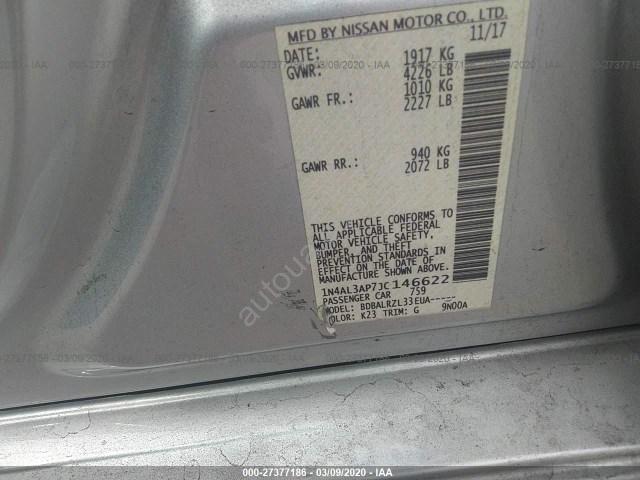 MFD BY NISSAN MOTOR CO., LTD.
DATE: 11/17
GVWR: 1917 KG
4226 LB
GAWR FR.: 1010 KG
2227 LB
GAWR RR.: 940 KG
2072 LB
THIS VEHICLE CONFORMS TO
ALL APPLICABLE FEDERAL
MOTOR VEHICLE SAFETY,
BUMPER, AND THEFT
PREVENTION STANDARDS IN
EFFECT ON THE DATE OF
MANUFACTURE SHOWN ABOVE.
1N4AL3AP7JC146622
PASSENGER CAR 759
MODEL: BDBALRZL33EUA-----
COLOR: K23 TRIM: G 9N00A
000-27377186 - 03/09/2020 - IAA